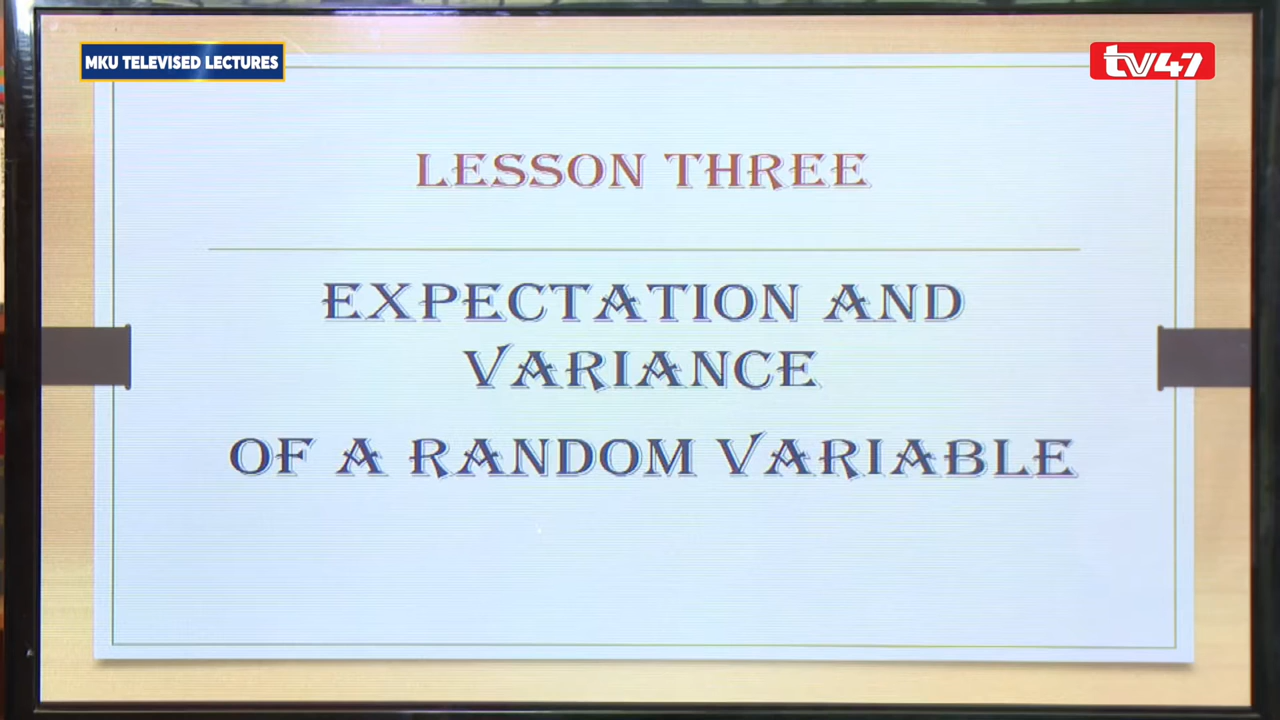 MKU TELEVISED LECTURES
tv47
LESSON THREE
EXPECTATION AND
VARIANCE
OF A RANDOM VARIABLE